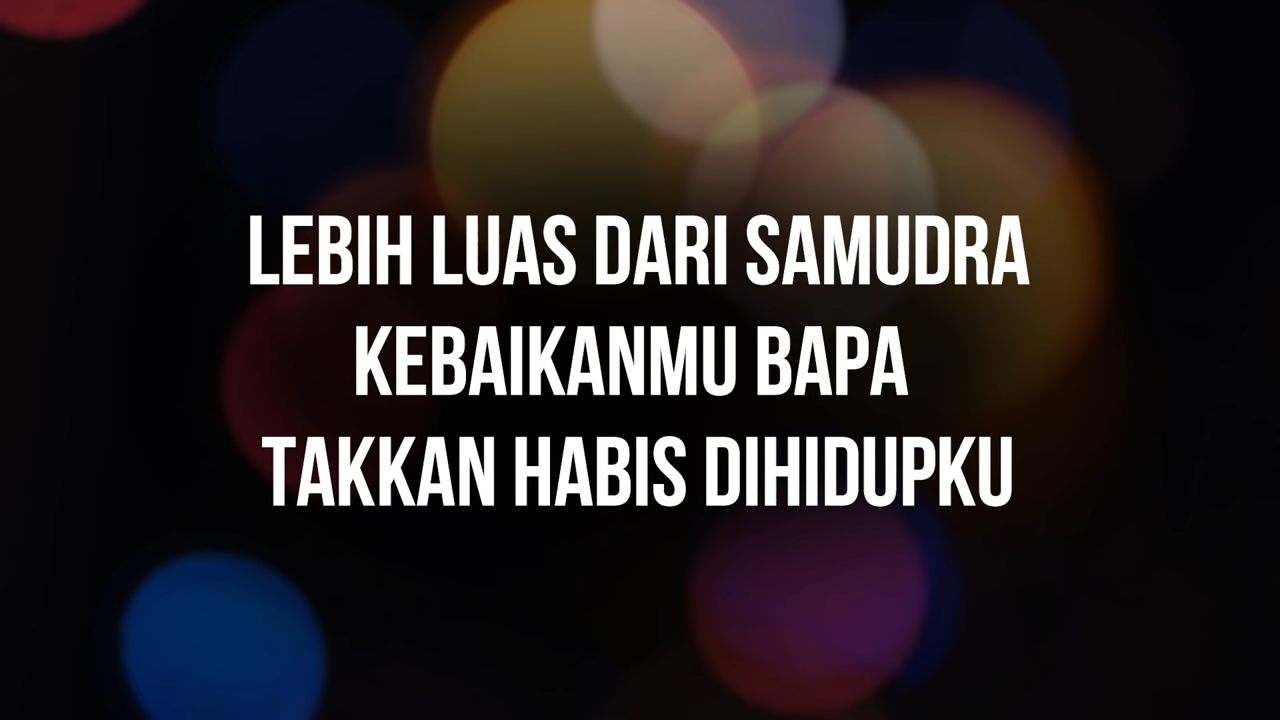 LEBIH LUAS DARI SAMUDRA
KEBAIKANMU BAPA
TAKKAN HABIS DIHIDUPKU